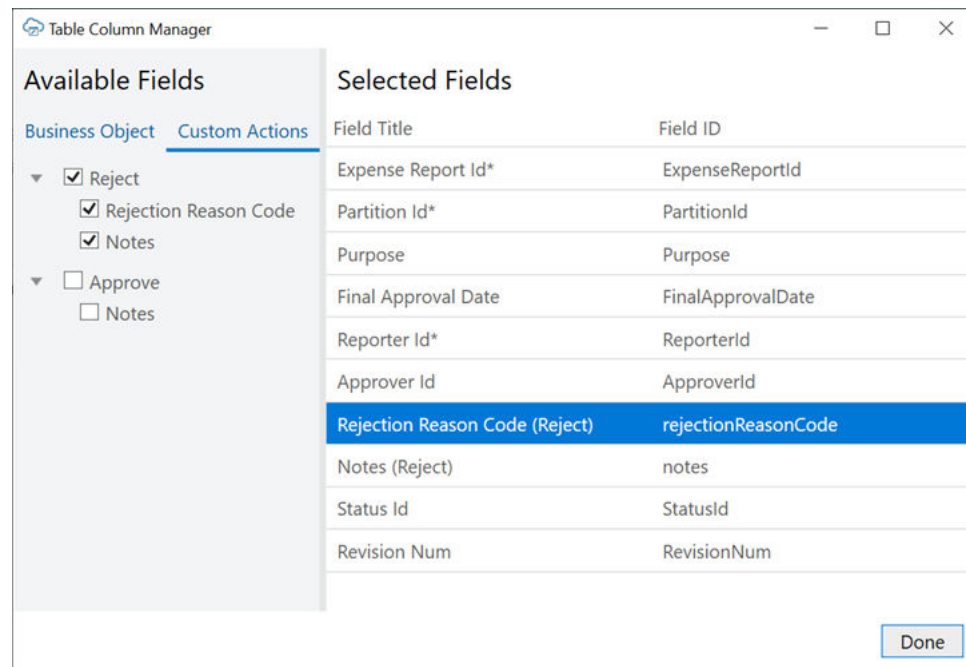 Table Column Manager
Available Fields
Business Object Custom Actions
Reject
Rejection Reason Code
Notes
Approve
Notes
Selected Fields
Field Title Field ID
Expense Report Id* ExpenseReportId
Partition Id* PartitionId
Purpose Purpose
Final Approval Date FinalApprovalDate
Reporter Id* ReporterId
Approver Id ApproverId
Rejection Reason Code (Reject) rejectionReasonCode
Notes (Reject) notes
Status Id StatusId
Revision Num RevisionNum
Done